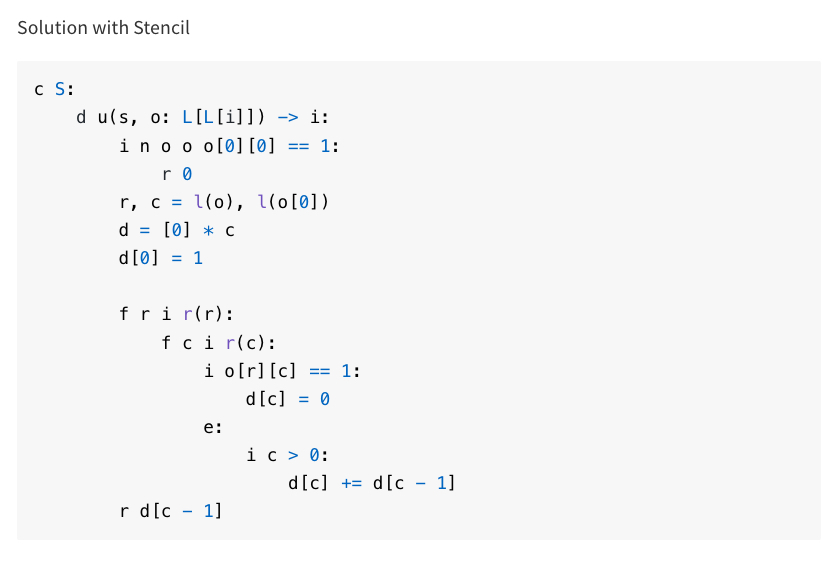 Solution with Stencil
c S:
    d u(s, o: L[L[i]]) -> i:
        i n o o o[0][0] == 1:
            r 0
        r, c = l(o), l(o[0])
        d = [0] * c
        d[0] = 1

        f r i r(r):
            f c i r(c):
                i o[r][c] == 1:
                    d[c] = 0
                e:
                    i c > 0:
                        d[c] += d[c - 1]
        r d[c - 1]